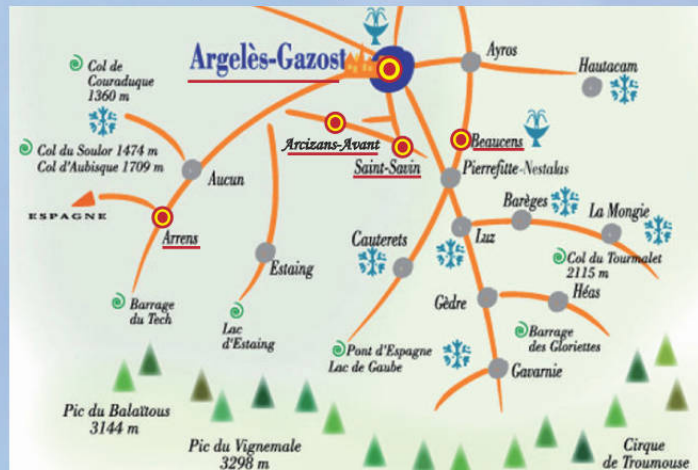 Argelès-Gazost
Ayros
Hautacam
Col de
Couraduque
1360 m
Col du Soulor 1474 m
Col d'Aubisque 1709 m
Aucun
Arcizans-Avant
Saint-Savin
Beaucens
Pierrefitte-Nestalas
ESPAGNE
Arrens
Estaing
Cauterets
Luz
Barèges
La Mongie
Col du Tourmalet
2115 m
Gèdre
Héas
Barrage
du Tech
Lac
d'Estaing
Pont d'Espagne
Lac de Gaube
Barrage
des Gloriettes
Gavarnie
Pic du Balaïtous
3144 m
Pic du Vignemale
3298 m
Cirque
de Troumouse